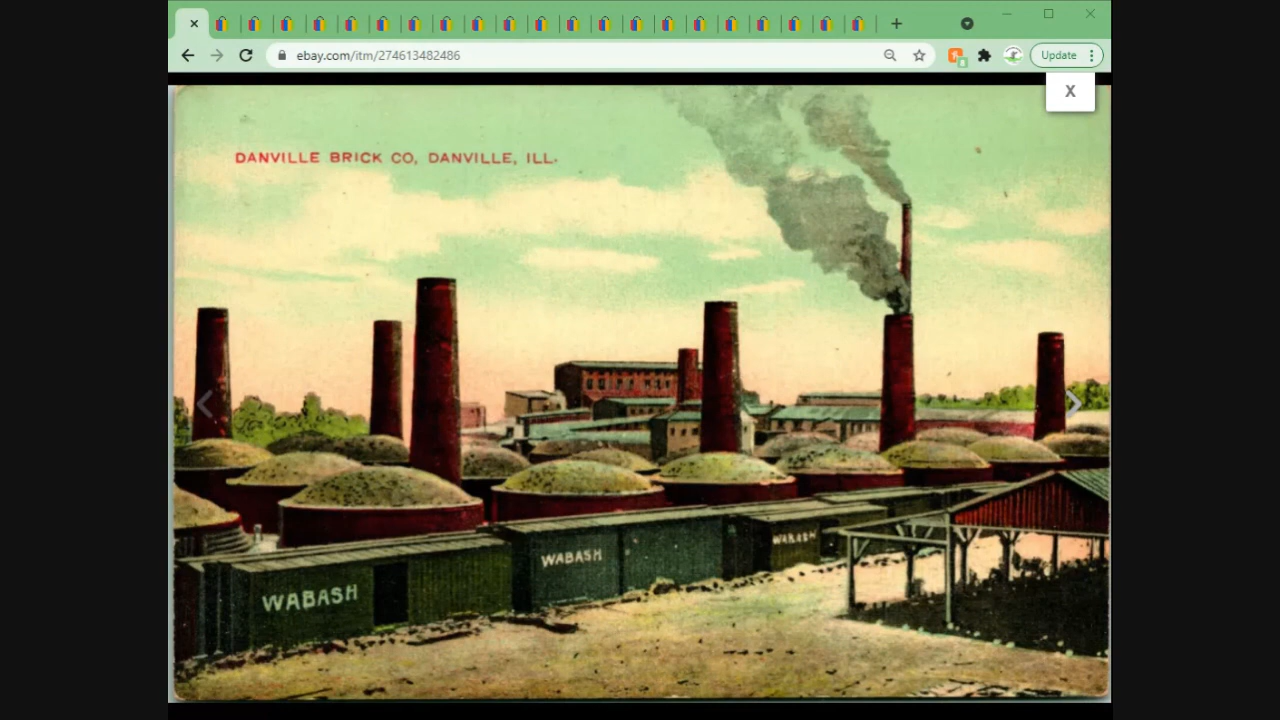 ebay.com/itm/274613482486
Update
X
DANVILLE BRICK CO, DANVILLE, ILL.
WABASH
WABASH
WABASH